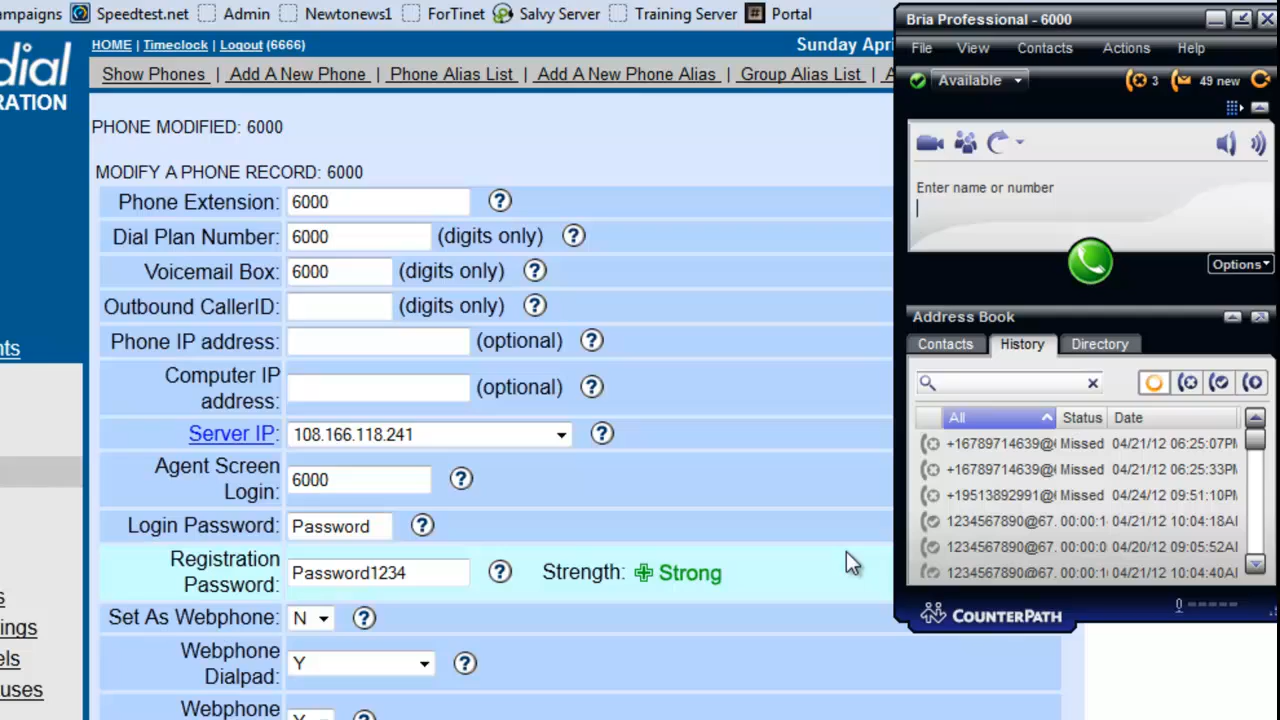 ampaigns Speedtest.net Admin Newtonews1 ForTinet Salvy Server Training Server Portal
dial
RATION
HOME | Timeclock | Logout (6666)
Sunday Apri
Show Phones | Add A New Phone | Phone Alias List | Add A New Phone Alias | Group Alias List | A
PHONE MODIFIED: 6000
MODIFY A PHONE RECORD: 6000
Phone Extension: 6000
Dial Plan Number: 6000 (digits only)
Voicemail Box: 6000 (digits only)
Outbound CallerID: (digits only)
Phone IP address: (optional)
Computer IP
address: (optional)
Server IP: 108.166.118.241
Agent Screen
Login: 6000
Login Password: Password
Registration
Password: Password1234 Strength: Strong
Set As Webphone: N
Webphone
Dialpad: Y
Webphone
Y
nts
s
ings
els
uses
Bria Professional - 6000
File View Contacts Actions Help
Available 3 49 new
Enter name or number
Options
Address Book
Contacts History Directory
All Status Date
+16789714639@ Missed 04/21/12 06:25:07P
+16789714639@ Missed 04/21/12 06:25:33P
+19513892991@ Missed 04/24/12 09:51:10P
1234567890@67. 00:00:1 04/21/12 10:04:18A
1234567890@67. 00:00:0 04/20/12 09:05:52A
1234567890@67. 00:00:1 04/21/12 10:04:40A
COUNTERPATH